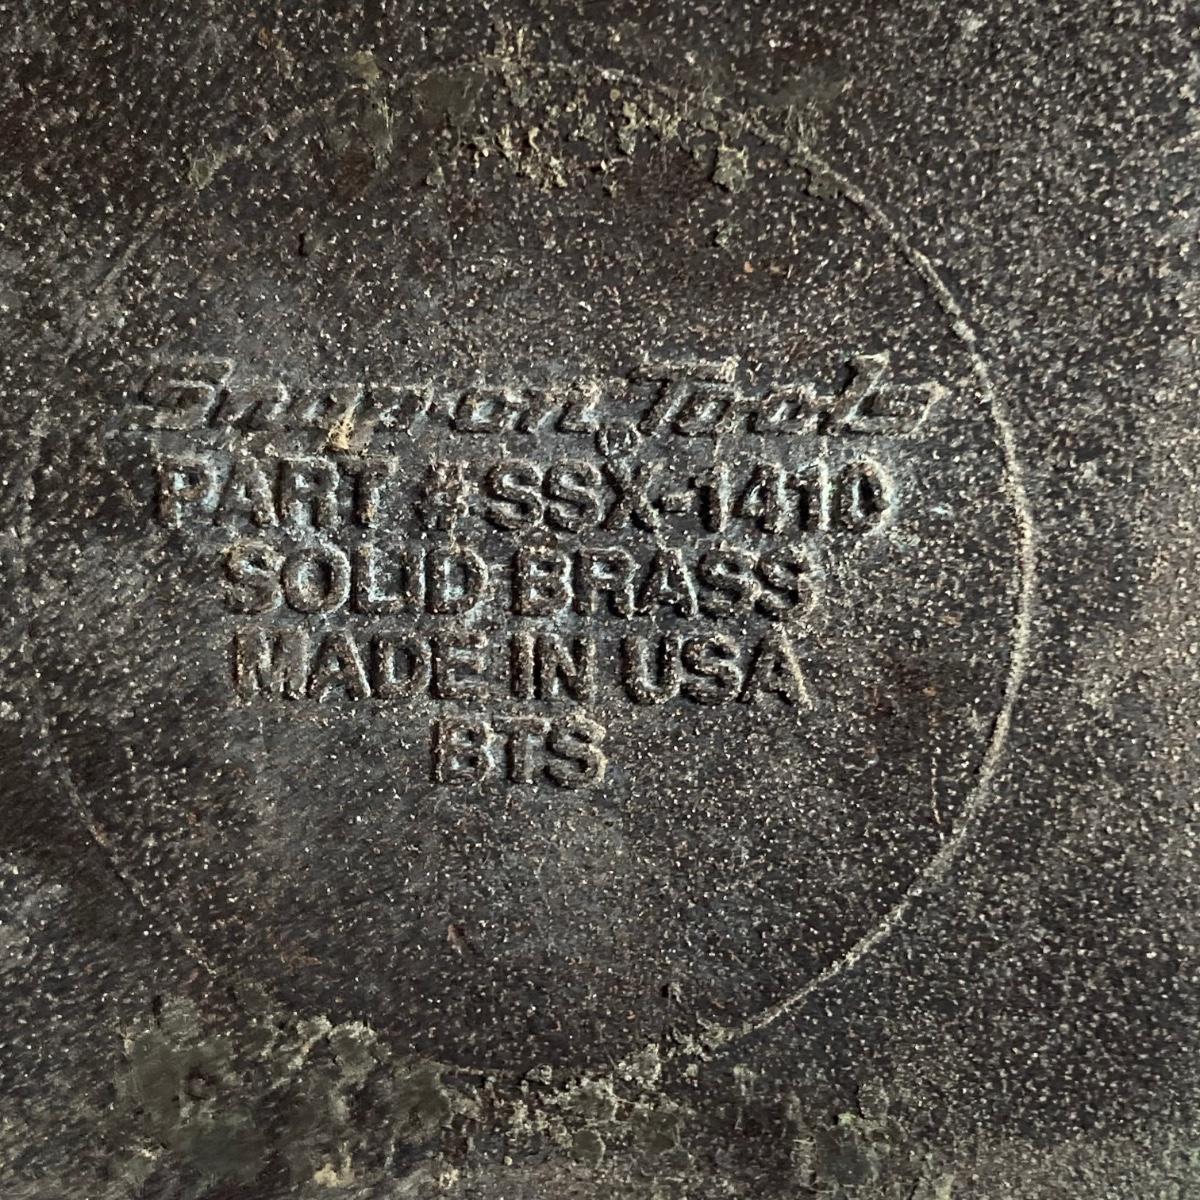 Snap-on Tools
PART #SSX-1410
SOLID BRASS
MADE IN USA
BTS